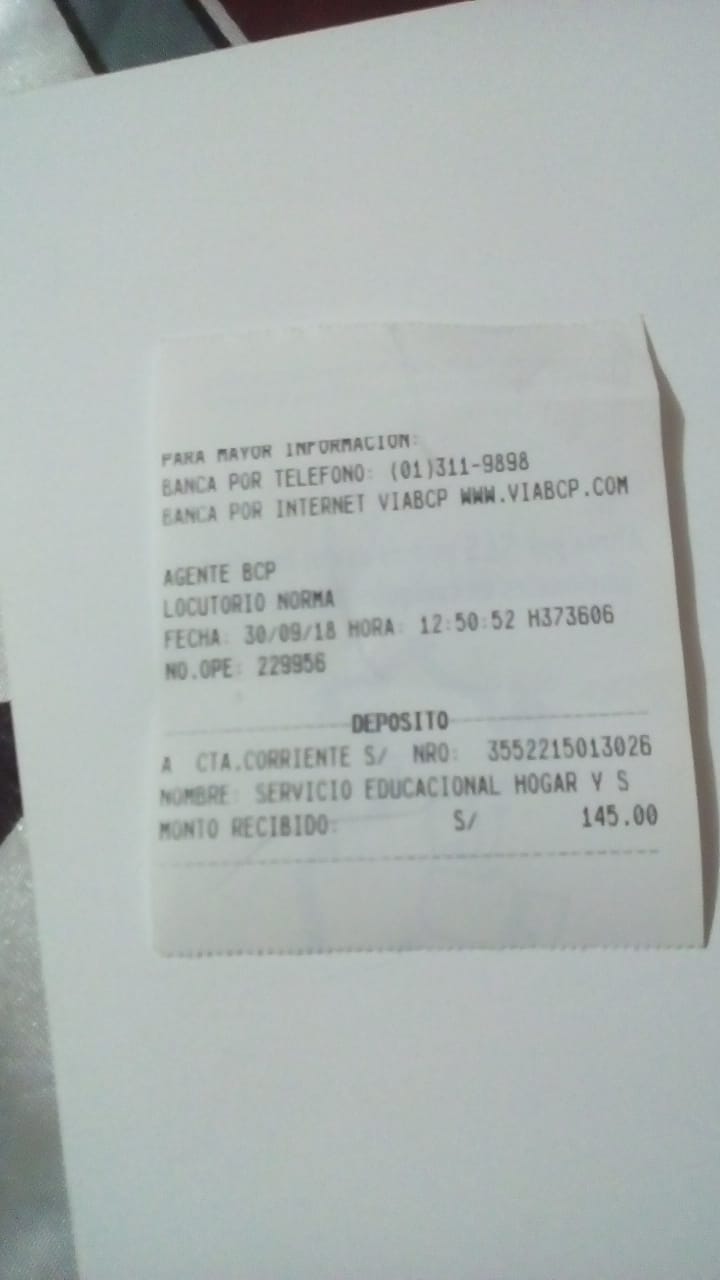 PARA MAYOR INFORMACION:
BANCA POR TELEFONO: (01)311-9898
BANCA POR INTERNET VIABCP WWW.VIABCP.COM
AGENTE BCP
LOCUTORIO NORMA
FECHA: 30/09/18 HORA: 12:50:52 H373606
NO.OPE: 229956
DEPOSITO
A CTA.CORRIENTE S/ NRO: 3552215013026
NOMBRE: SERVICIO EDUCACIONAL HOGAR Y S
MONTO RECIBIDO: S/ 145.00